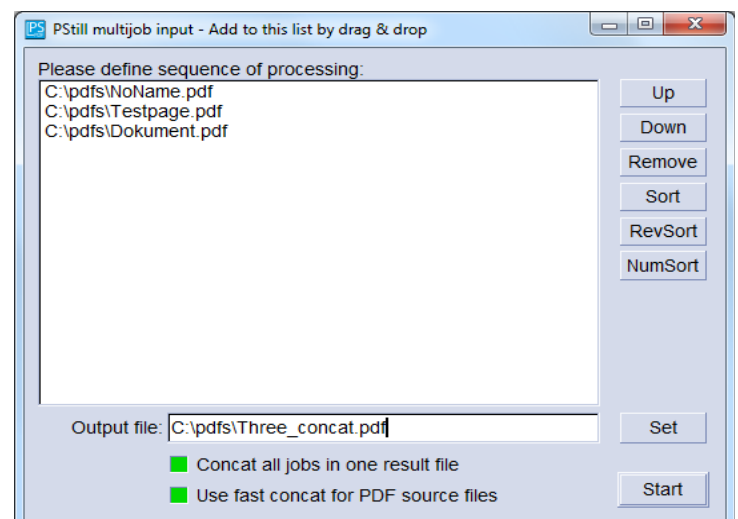 PS PStill multijob input - Add to this list by drag & drop
Please define sequence of processing:
C:\pdfs\NoName.pdf
C:\pdfs\Testpage.pdf
C:\pdfs\Dokument.pdf
Up
Down
Remove
Sort
RevSort
NumSort
Output file: C:\pdfs\Three_concat.pdf Set
Concat all jobs in one result file
Use fast concat for PDF source files
Start